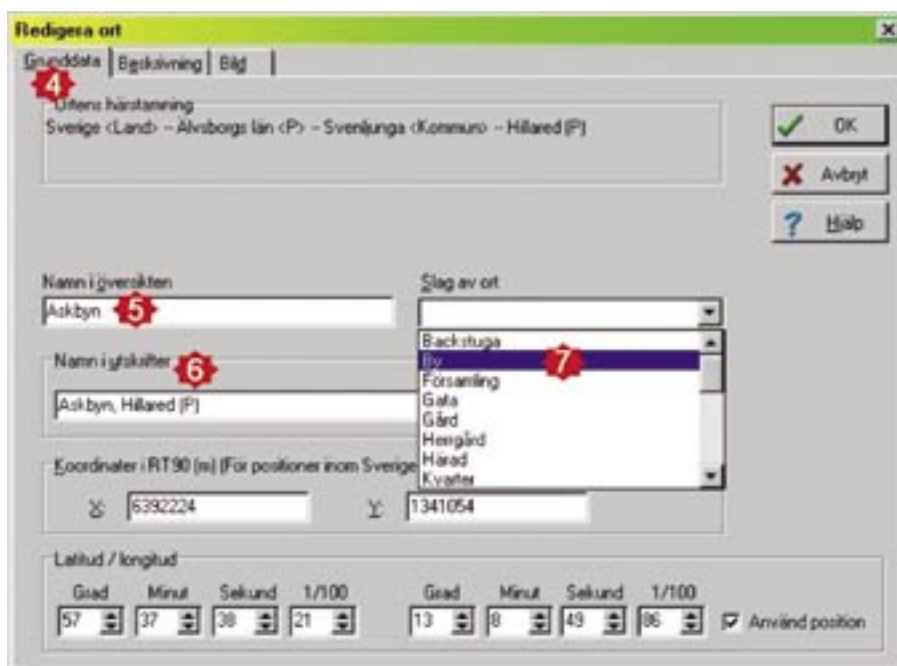 Redigera ort
Grunddata Beskrivning Bild
4
Ortens härstamning
Sverige <Land> -- Älvsborgs län <P> -- Svenljunga <Kommun> -- Hillared (P)
OK
Avbryt
Hjälp
Namn i översikten
Askbyn 5
Slag av ort
Backstuga
By 7
Församling
Gata
Gård
Herrgård
Härad
Kvarter
Namn i utskrifter 6
Askbyn, Hillared (P)
Koordinater i RT90 (m) (För positioner inom Sverige
X: 6392224 Y: 1341054
Latitud / longitud
Grad Minut Sekund 1/100 Grad Minut Sekund 1/100
57 37 38 21 13 8 49 86 Använd position